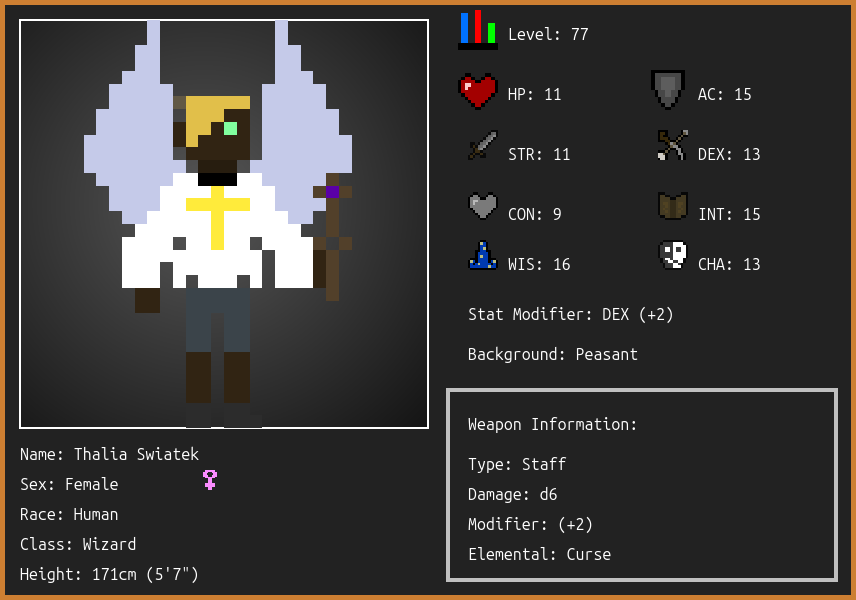 Level: 77
HP: 11
AC: 15
STR: 11
DEX: 13
CON: 9
INT: 15
WIS: 16
CHA: 13
Stat Modifier: DEX (+2)
Background: Peasant
Weapon Information:
Type: Staff
Damage: d6
Modifier: (+2)
Elemental: Curse
Name: Thalia Swiatek
Sex: Female
Race: Human
Class: Wizard
Height: 171cm (5'7")